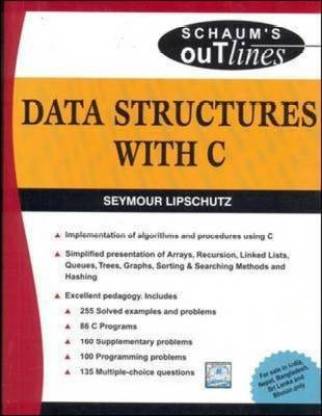 SCHAUM'S
ouTlines
DATA STRUCTURES
WITH C
SEYMOUR LIPSCHUTZ
Implementation of algorithms and procedures using C
Simplified presentation of Arrays, Recursion, Linked Lists,
Queues, Trees, Graphs, Sorting & Searching Methods and
Hashing
Excellent pedagogy. Includes
255 Solved examples and problems
86 C Programs
160 Supplementary problems
100 Programming problems
135 Multiple-choice questions
For sale in India,
Nepal, Bangladesh,
Sri Lanka and
Bhutan only